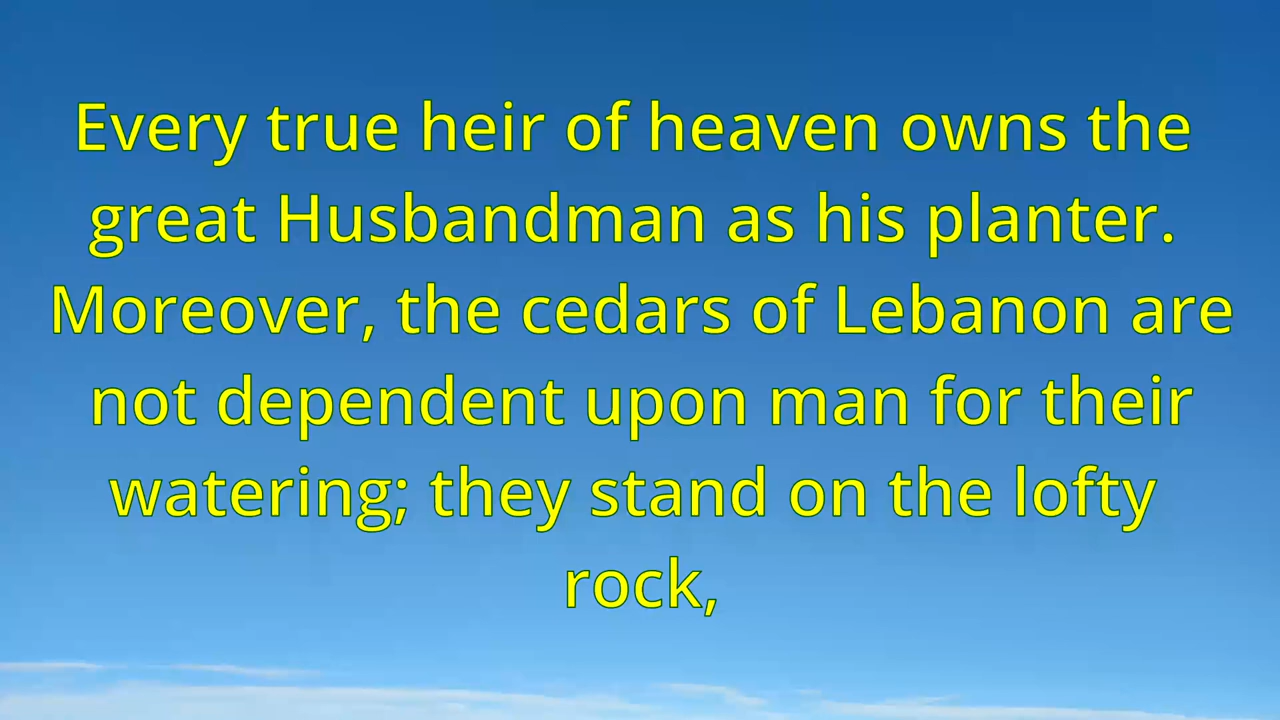 Every true heir of heaven owns the
great Husbandman as his planter.
Moreover, the cedars of Lebanon are
not dependent upon man for their
watering; they stand on the lofty
rock,